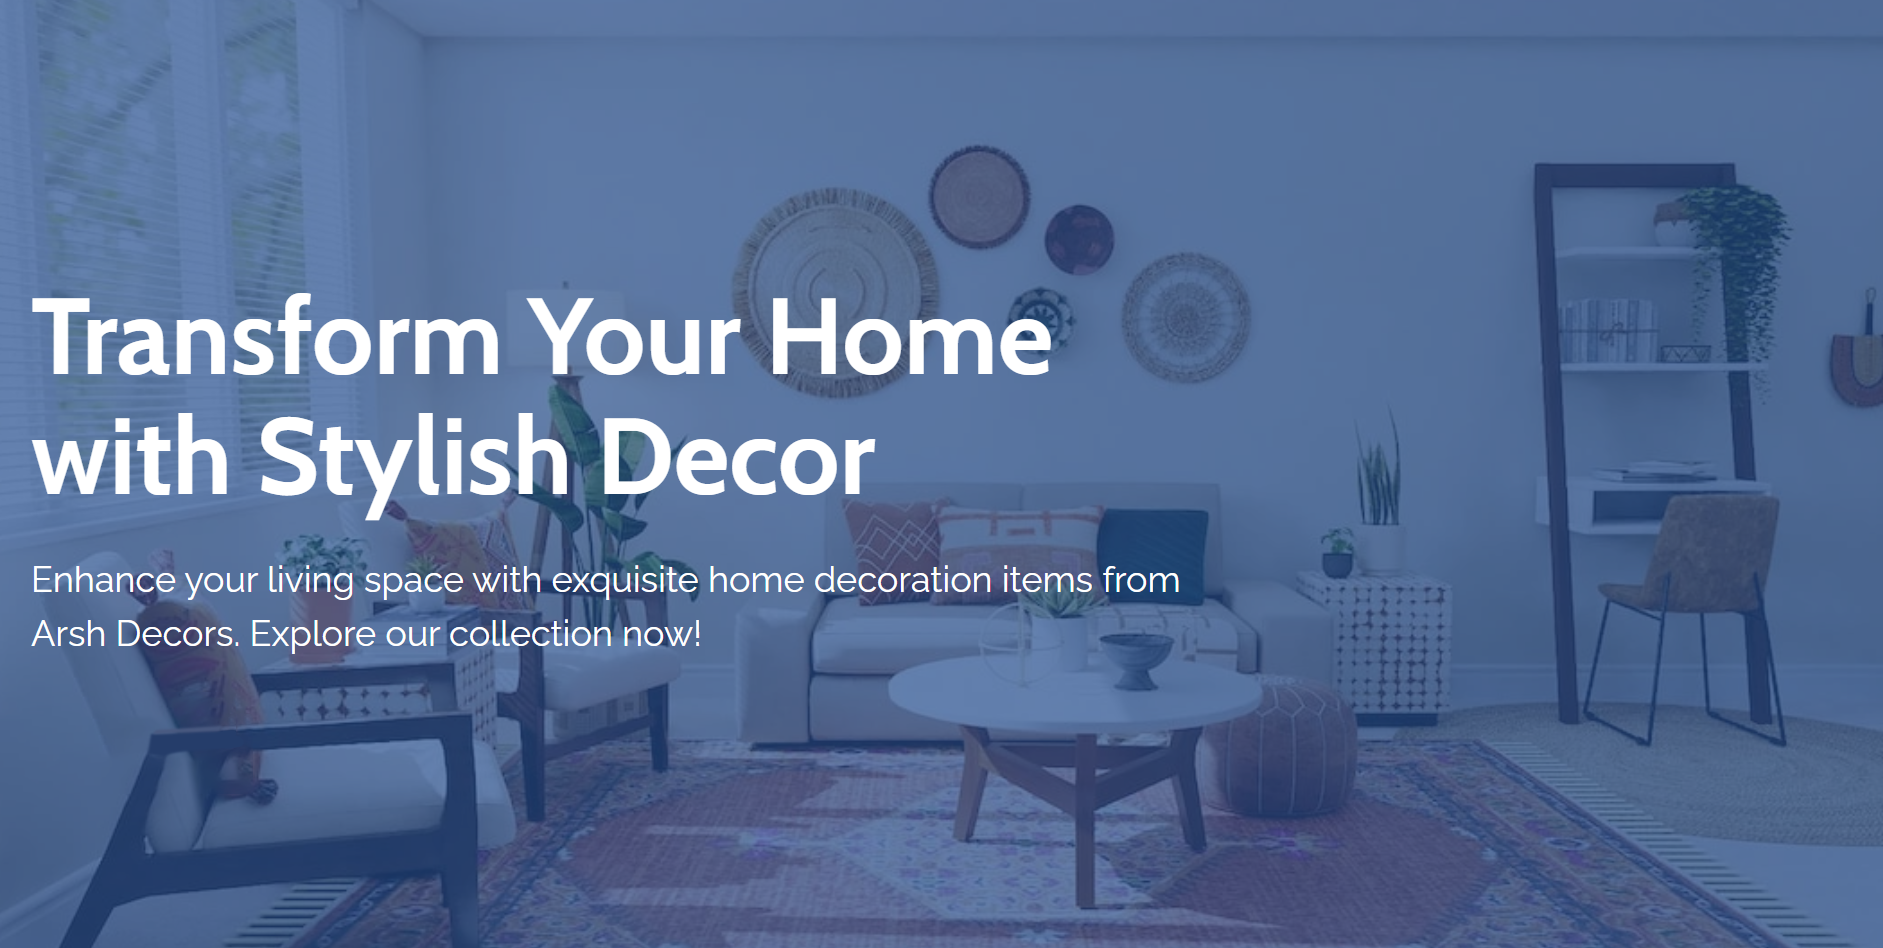 Transform Your Home
with Stylish Decor
Enhance your living space with exquisite home decoration items from
Arsh Decors. Explore our collection now!